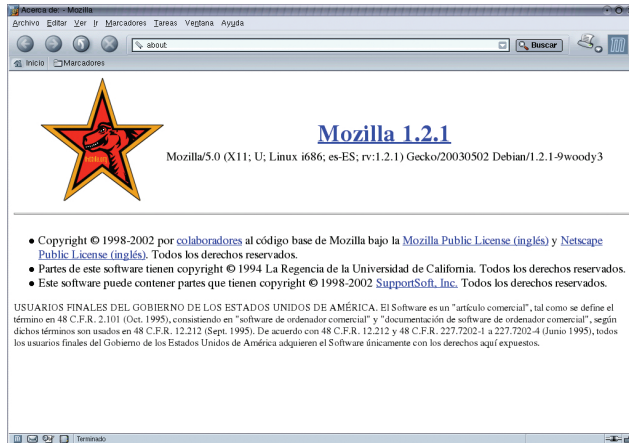 Acerca de: - Mozilla
Archivo Editar Ver Ir Marcadores Tareas Ventana Ayuda
about:
Buscar
Inicio Marcadores
Mozilla 1.2.1
Mozilla/5.0 (X11; U; Linux i686; es-ES; rv:1.2.1) Gecko/20030502 Debian/1.2.1-9woody3
• Copyright © 1998-2002 por colaboradores al código base de Mozilla bajo la Mozilla Public License (inglés) y Netscape
Public License (inglés). Todos los derechos reservados.
• Partes de este software tienen copyright © 1994 La Regencia de la Universidad de California. Todos los derechos reservados.
• Este software puede contener partes que tienen copyright © 1998-2002 SupportSoft, Inc. Todos los derechos reservados.
USUARIOS FINALES DEL GOBIERNO DE LOS ESTADOS UNIDOS DE AMÉRICA. El Software es un "artículo comercial", tal como se define el
término en 48 C.F.R. 2.101 (Oct. 1995), consistiendo en "software de ordenador comercial" y "documentación de software de ordenador comercial", según
dichos términos son usados en 48 C.F.R. 12.212 (Sept. 1995). De acuerdo con 48 C.F.R. 12.212 y 48 C.F.R. 227.7202-1 a 227.7202-4 (Junio 1995), todos
los usuarios finales del Gobierno de los Estados Unidos de América adquieren el Software únicamente con los derechos aquí expuestos.
Terminado